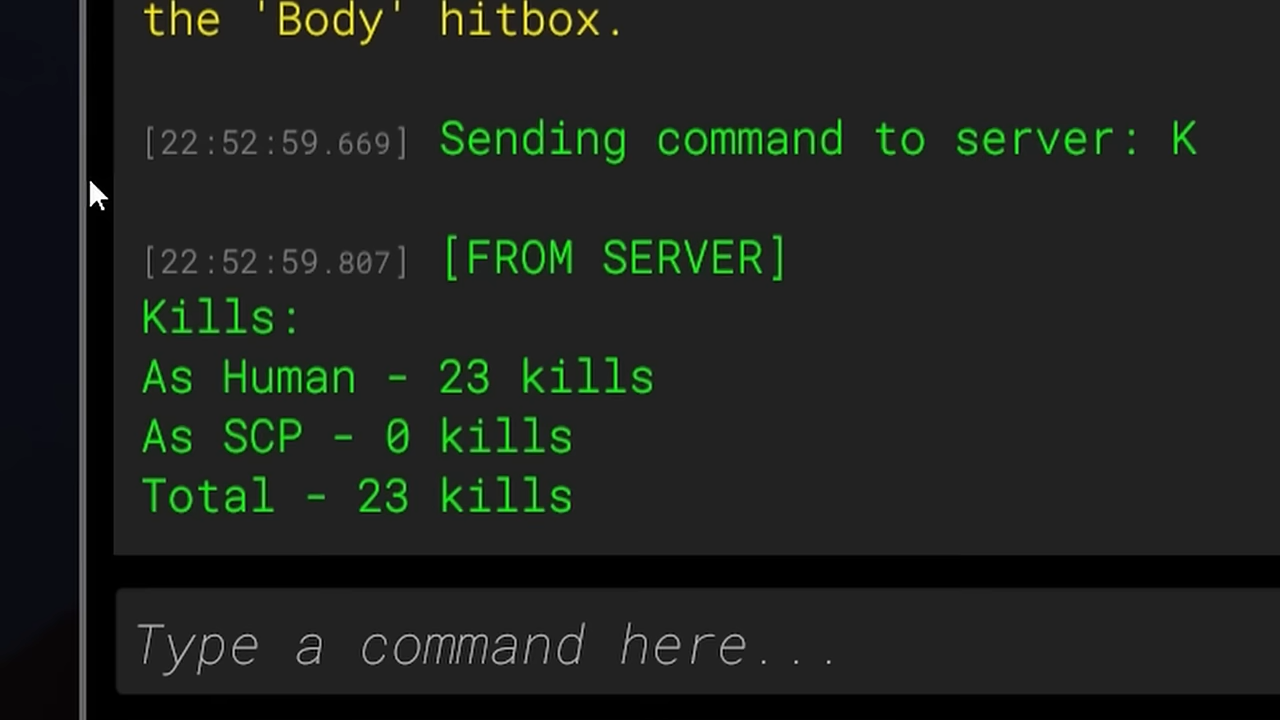 the 'Body' hitbox.
[22:52:59.669] Sending command to server: K
[22:52:59.807] [FROM SERVER]
Kills:
As Human - 23 kills
As SCP - 0 kills
Total - 23 kills
Type a command here...